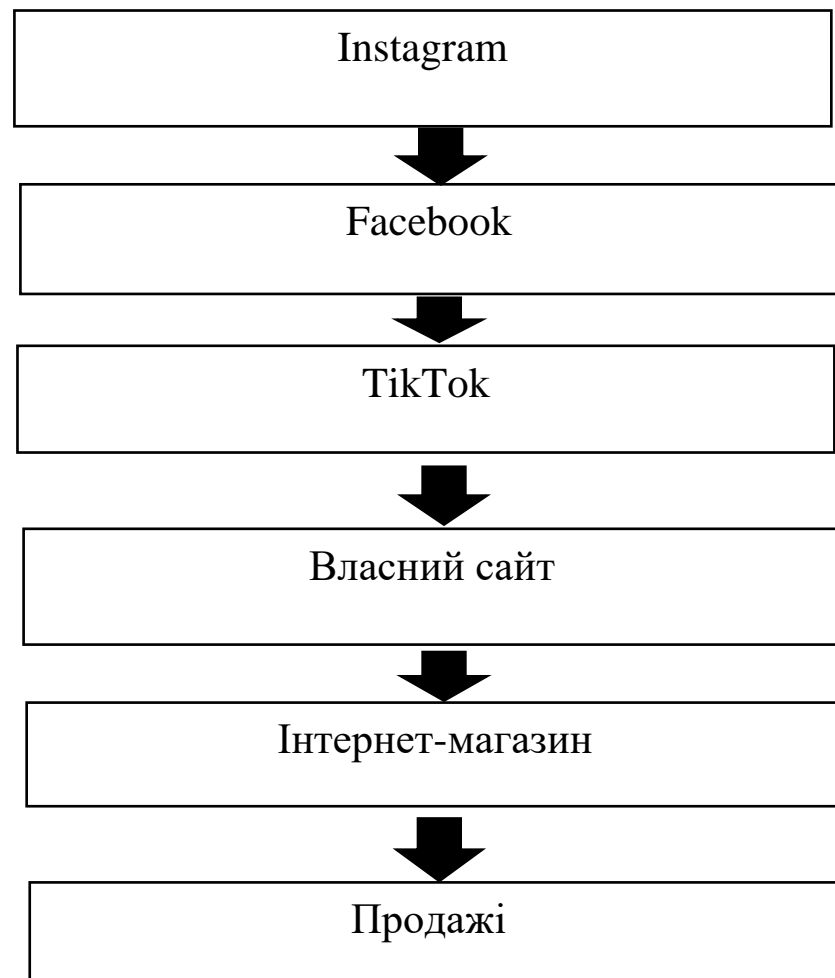 Instagram
Facebook
TikTok
Власний сайт
Інтернет-магазин
Продажі